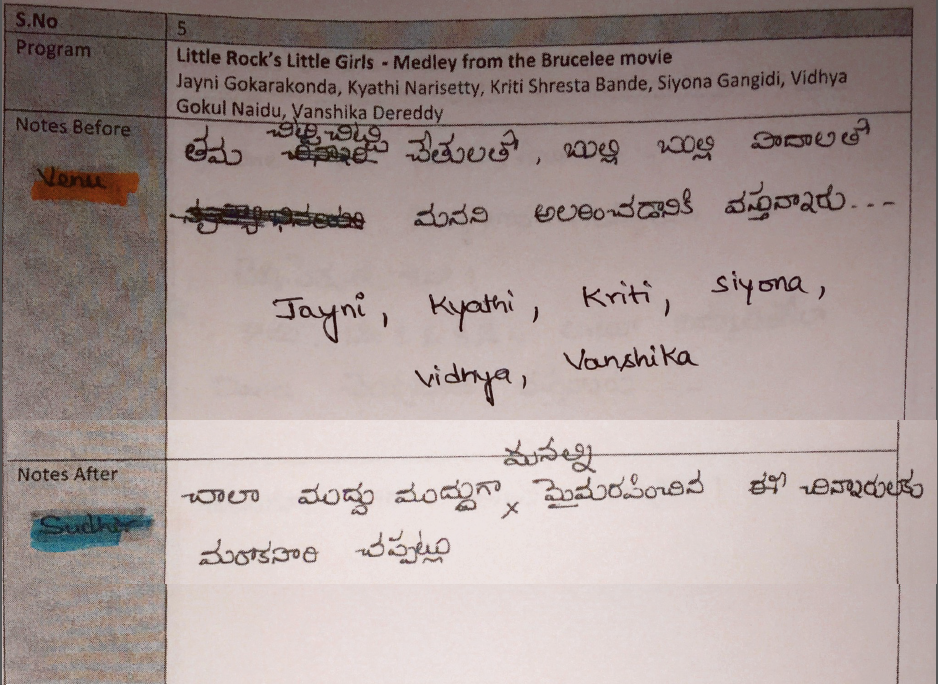 S.No 5
Program
Little Rock's Little Girls - Medley from the Brucelee movie
Jayni Gokarakonda, Kyathi Narisetty, Kriti Shresta Bande, Siyona Gangidi, Vidhya
Gokul Naidu, Vanshika Dereddy
Notes Before
Venu
చిట్టి చిట్టి
తమ చేతులతో , బుల్లి బుల్లి పాదాలతో
మనని అలరించడానికి వస్తున్నారు...
Jayni, Kyathi, Kriti, Siyona,
Vidhya, Vanshika
Notes After
Sudhir
మనల్ని
చాలా ముద్దు ముద్దుగా x మైమరపించిన ఈ చిన్నారులకు
మరొకసారి చప్పట్లు